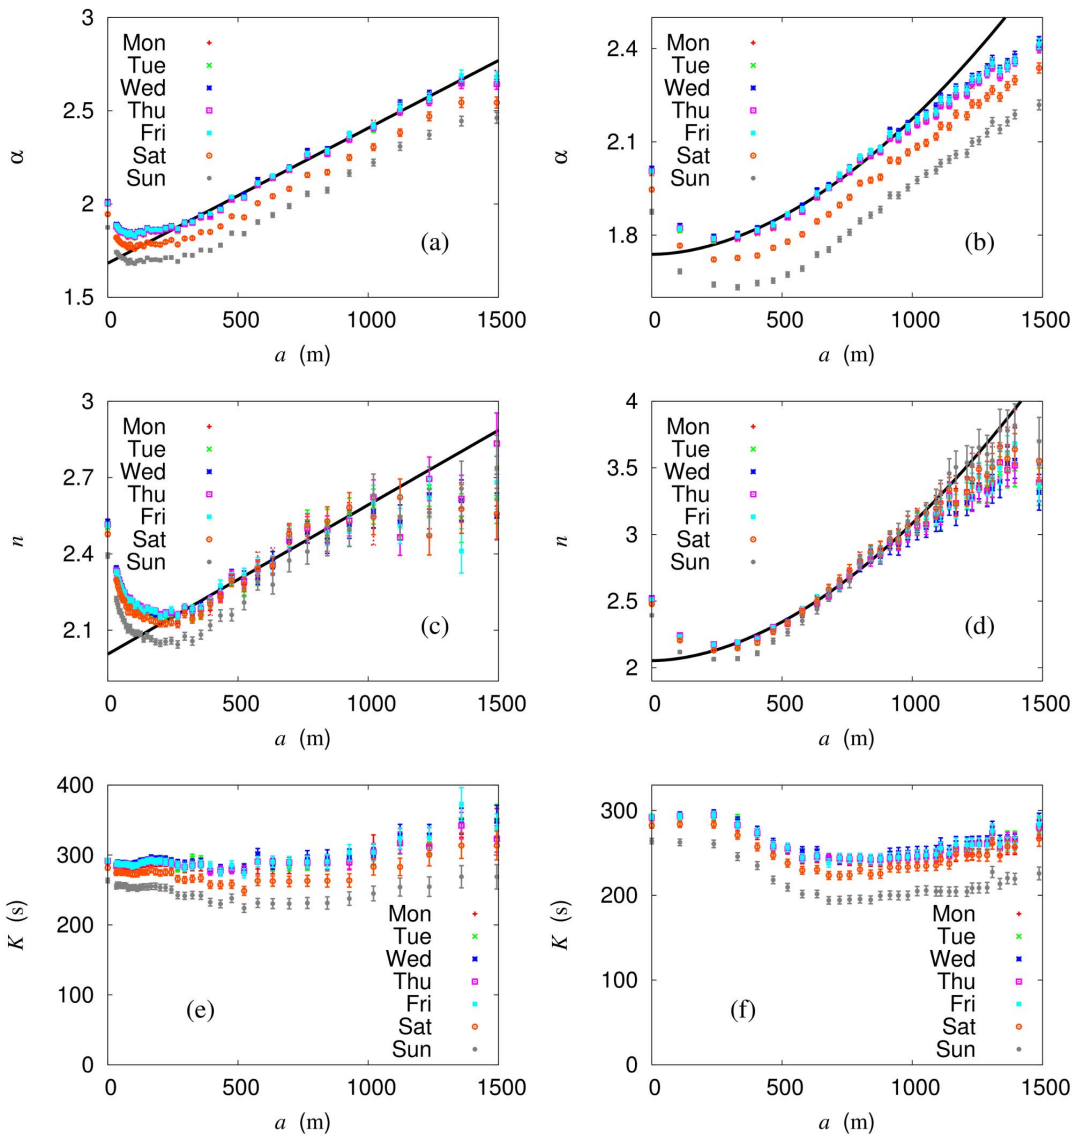 3
Mon
Tue
Wed
Thu
Fri
Sat
Sun
2.5
2
1.5
α
(a)
0
500
1000
1500
a (m)
2.4
Mon
Tue
Wed
Thu
Fri
Sat
Sun
2.1
1.8
α
(b)
0
500
1000
1500
a (m)
3
Mon
Tue
Wed
Thu
Fri
Sat
Sun
2.7
2.4
2.1
n
(c)
0
500
1000
1500
a (m)
4
Mon
Tue
Wed
Thu
Fri
Sat
Sun
3.5
3
2.5
2
n
(d)
0
500
1000
1500
a (m)
400
300
200
100
0
K (s)
Mon
Tue
Wed
Thu
Fri
Sat
Sun
(e)
0
500
1000
1500
a (m)
300
200
100
0
K (s)
Mon
Tue
Wed
Thu
Fri
Sat
Sun
(f)
0
500
1000
1500
a (m)